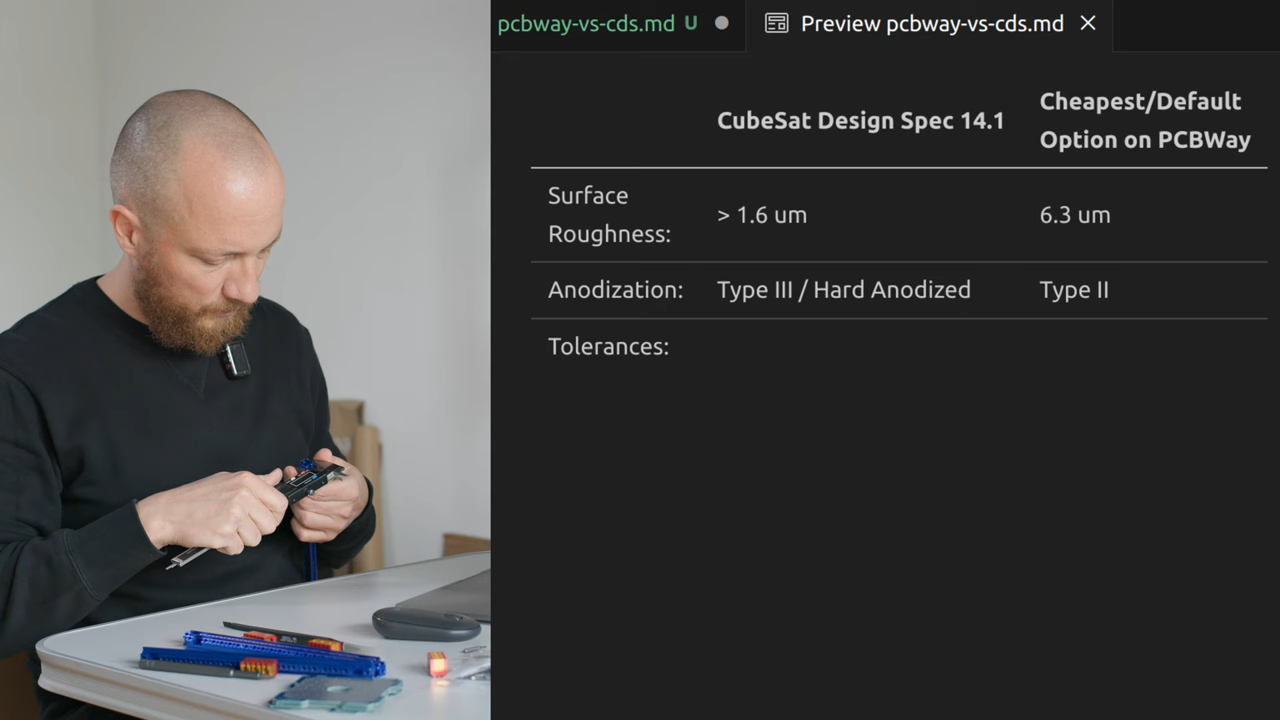 pcbway-vs-cds.md U
Preview pcbway-vs-cds.md
CubeSat Design Spec 14.1
Cheapest/Default
Option on PCBWay
Surface
Roughness:
> 1.6 um
6.3 um
Anodization:
Type III / Hard Anodized
Type II
Tolerances: